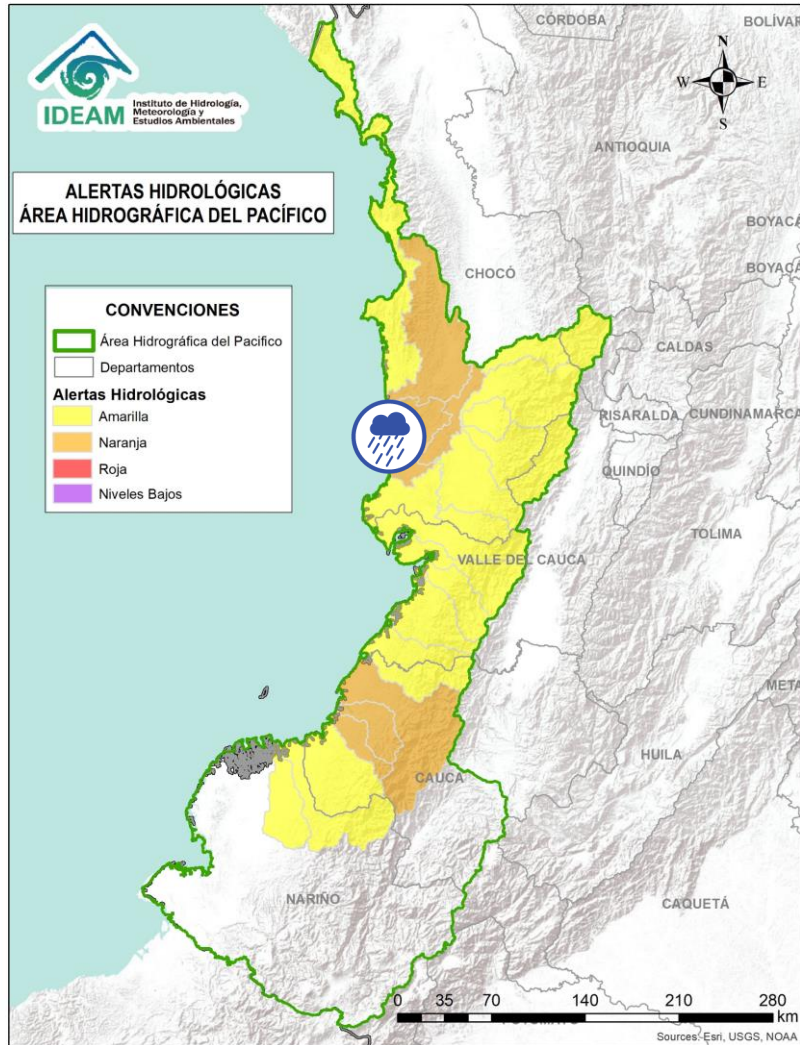 IDEAM
Instituto de Hidrología,
Meteorología y
Estudios Ambientales
ALERTAS HIDROLÓGICAS
ÁREA HIDROGRÁFICA DEL PACÍFICO
CONVENCIONES
Área Hidrográfica del Pacifico
Departamentos
Alertas Hidrológicas
Amarilla
Naranja
Roja
Niveles Bajos
N
W
E
S
CÓRDOBA
BOLÍVAR
ANTIOQUIA
BOYACÁ
BOYACÁ
CHOCÓ
CALDAS
RISARALDA
CUNDINAMARCA
QUINDÍO
TOLIMA
VALLE DEL CAUCA
META
HUILA
CAUCA
NARIÑO
CAQUETÁ
0 35 70 140 210 280
km
Sources: Esri, USGS, NOAA